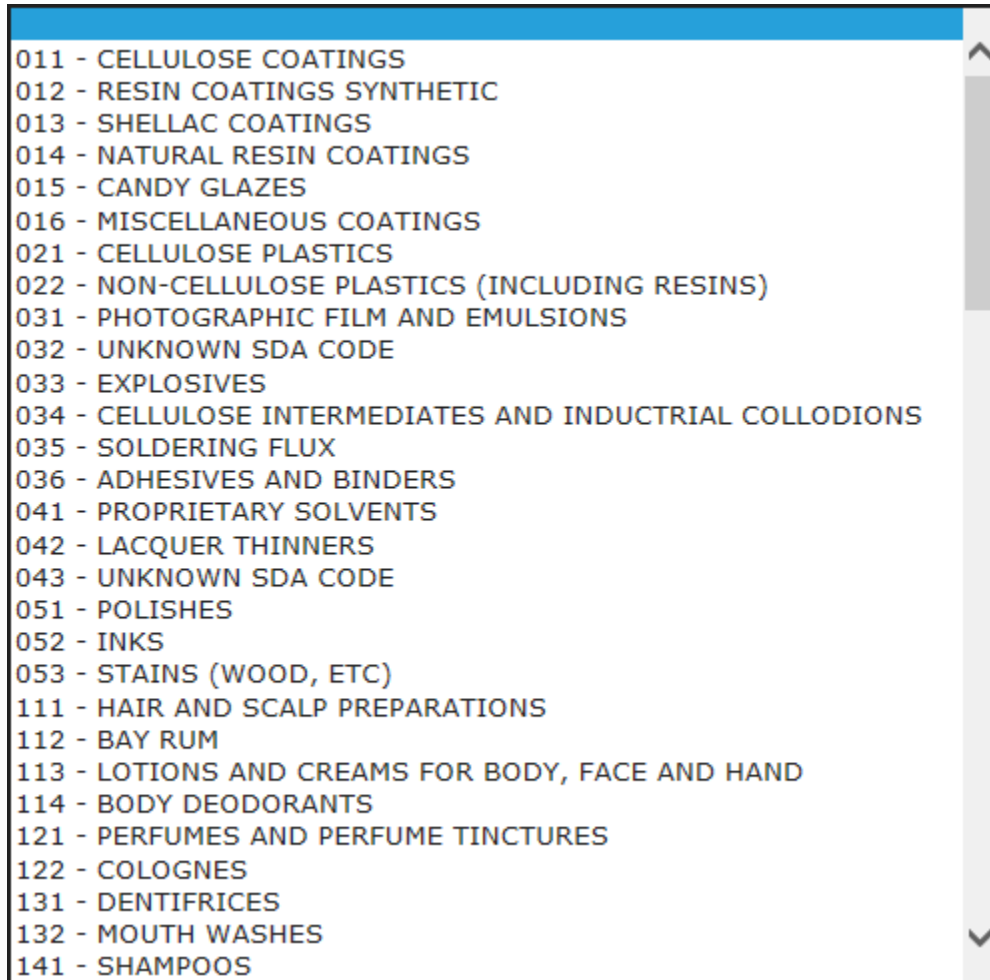 011 - CELLULOSE COATINGS
012 - RESIN COATINGS SYNTHETIC
013 - SHELLAC COATINGS
014 - NATURAL RESIN COATINGS
015 - CANDY GLAZES
016 - MISCELLANEOUS COATINGS
021 - CELLULOSE PLASTICS
022 - NON-CELLULOSE PLASTICS (INCLUDING RESINS)
031 - PHOTOGRAPHIC FILM AND EMULSIONS
032 - UNKNOWN SDA CODE
033 - EXPLOSIVES
034 - CELLULOSE INTERMEDIATES AND INDUCTRIAL COLLODIONS
035 - SOLDERING FLUX
036 - ADHESIVES AND BINDERS
041 - PROPRIETARY SOLVENTS
042 - LACQUER THINNERS
043 - UNKNOWN SDA CODE
051 - POLISHES
052 - INKS
053 - STAINS (WOOD, ETC)
111 - HAIR AND SCALP PREPARATIONS
112 - BAY RUM
113 - LOTIONS AND CREAMS FOR BODY, FACE AND HAND
114 - BODY DEODORANTS
121 - PERFUMES AND PERFUME TINCTURES
122 - COLOGNES
131 - DENTIFRICES
132 - MOUTH WASHES
141 - SHAMPOOS